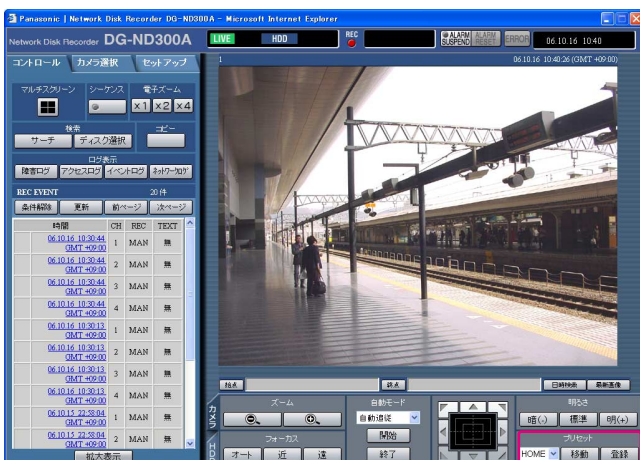 Panasonic | Network Disk Recorder DG-ND300A - Microsoft Internet Explorer
Network Disk Recorder DG-ND300A
LIVE HDD REC ALARM SUSPEND ALARM RESET ERROR 06.10.16 10:40
コントロール カメラ選択 セットアップ
1 06.10.16 10:40:26 (GMT +09:00)
マルチスクリーン シーケンス 電子ズーム
x1 x2 x4
検索 コピー
サーチ ディスク選択
ログ表示
障害ログ アクセスログ イベントログ ネットワークログ
REC EVENT 20件
条件解除 更新 前ページ 次ページ
時間 CH REC TEXT
06.10.16 10:30:44 GMT +09:00 1 MAN 無
06.10.16 10:30:44 GMT +09:00 2 MAN 無
06.10.16 10:30:44 GMT +09:00 3 MAN 無
06.10.16 10:30:44 GMT +09:00 4 MAN 無
06.10.16 10:30:13 GMT +09:00 1 MAN 無
06.10.16 10:30:13 GMT +09:00 2 MAN 無
06.10.16 10:30:13 GMT +09:00 3 MAN 無
06.10.16 10:30:13 GMT +09:00 4 MAN 無
06.10.15 22:58:04 GMT +09:00 1 MAN 無
06.10.15 22:58:04 GMT +09:00 2 MAN 無
拡大表示
始点 終点 日時検索 最新画像
カメラ
ズーム 自動モード 明るさ
自動追従 暗(-) 標準 明(+)
開始
フォーカス プリセット
オート 近 遠 終了 HOME 移動 登録
HD